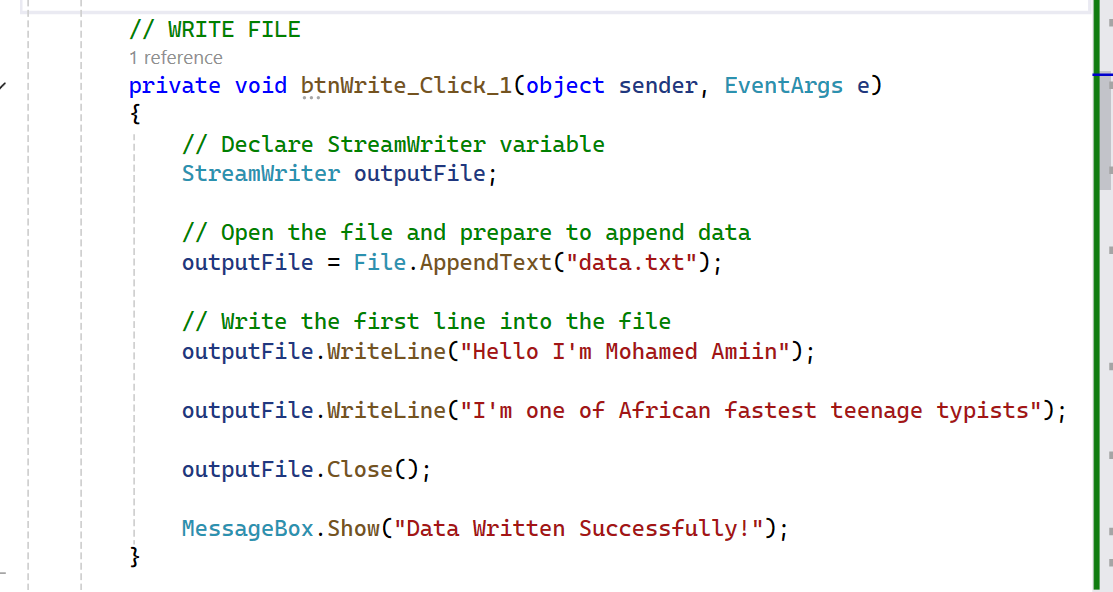 // WRITE FILE
1 reference
private void btnWrite_Click_1(object sender, EventArgs e)
{
// Declare StreamWriter variable
StreamWriter outputFile;
// Open the file and prepare to append data
outputFile = File.AppendText("data.txt");
// Write the first line into the file
outputFile.WriteLine("Hello I'm Mohamed Amiin");
outputFile.WriteLine("I'm one of African fastest teenage typists");
outputFile.Close();
MessageBox.Show("Data Written Successfully!");
}